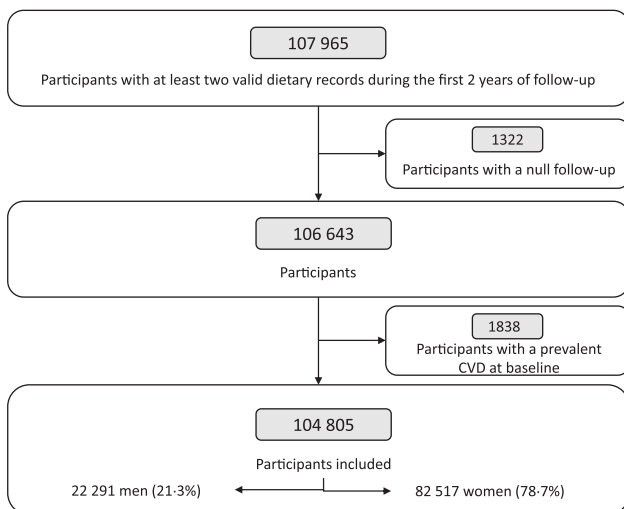 107 965
Participants with at least two valid dietary records during the first 2 years of follow-up
1322
Participants with a null follow-up
106 643
Participants
1838
Participants with a prevalent
CVD at baseline
104 805
Participants included
22 291 men (21·3%)
82 517 women (78·7%)